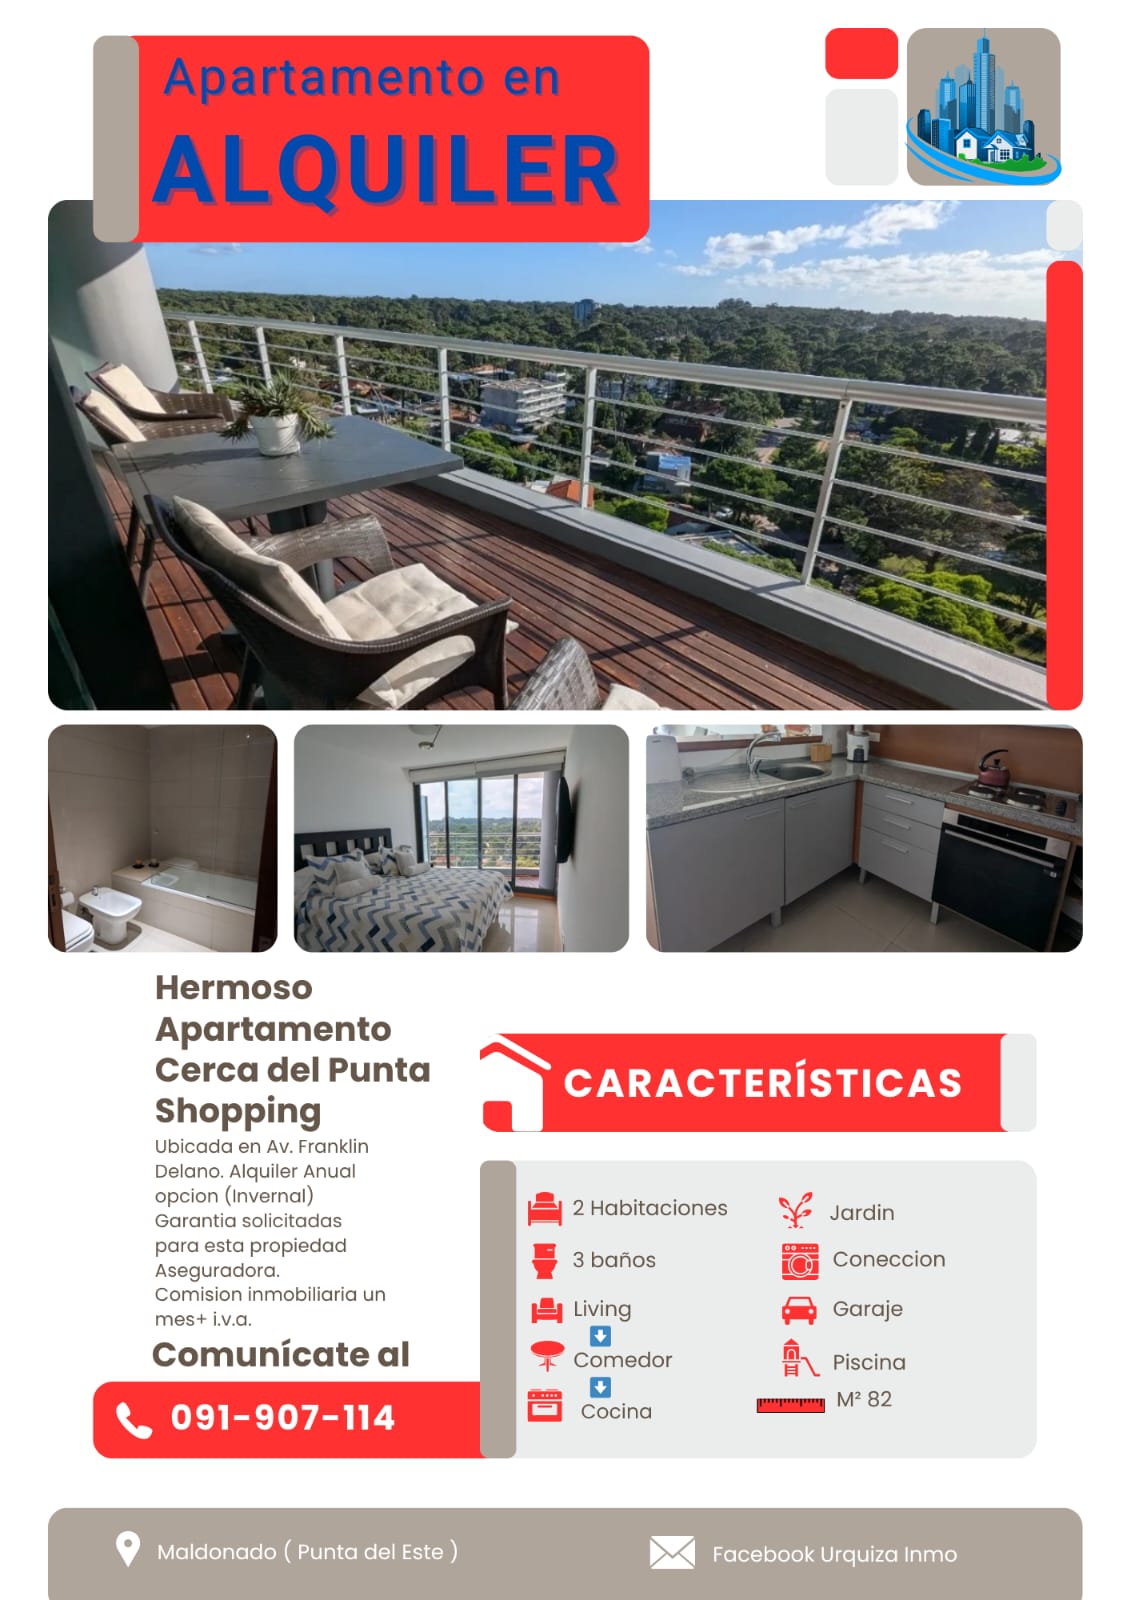 Apartamento en
ALQUILER
Hermoso
Apartamento
Cerca del Punta
Shopping
Ubicada en Av. Franklin
Delano. Alquiler Anual
opcion (Invernal)
Garantia solicitadas
para esta propiedad
Aseguradora.
Comision inmobiliaria un
mes+ i.v.a.
Comunícate al
091-907-114
CARACTERÍSTICAS
2 Habitaciones
3 baños
Living
Comedor
Cocina
Jardin
Coneccion
Garaje
Piscina
M² 82
Maldonado ( Punta del Este )
Facebook Urquiza Inmo